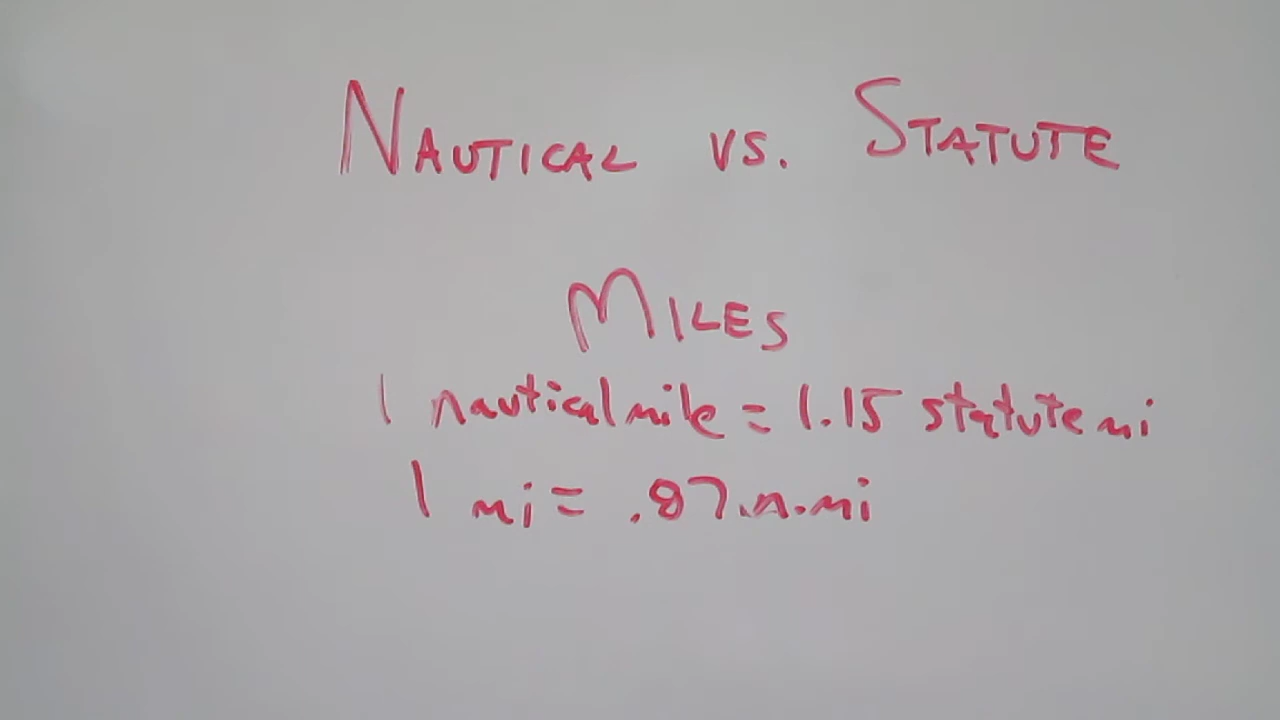 NAUTICAL VS. STATUTE
MILES
1 nautical mile = 1.15 statute mi
1 mi = .87 n.mi